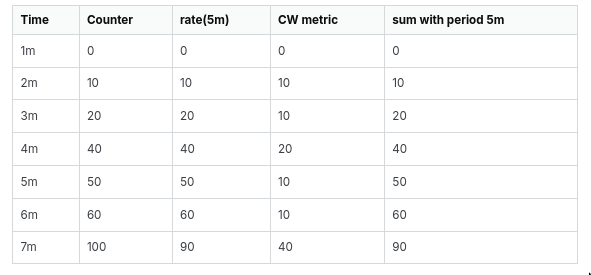 Time Counter rate(5m) CW metric sum with period 5m
1m 0 0 0 0
2m 10 10 10 10
3m 20 20 10 20
4m 40 40 20 40
5m 50 50 10 50
6m 60 60 10 60
7m 100 90 40 90